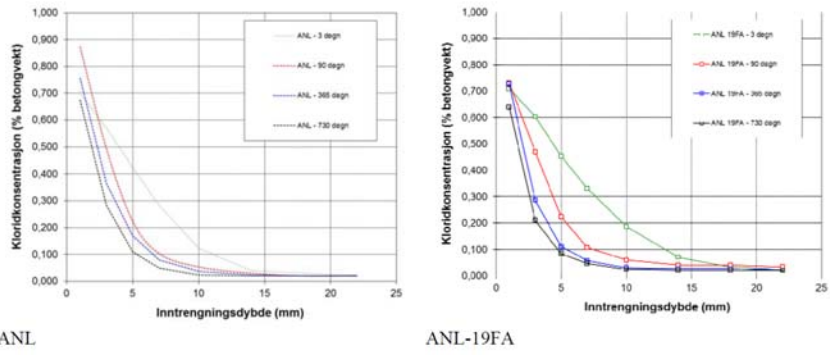 1,000
0,900
0,800
0,700
0,600
0,500
0,400
0,300
0,200
0,100
0,000
Kloridkonsentrasjon (% betongvekt)
0 5 10 15 20 25
Inntrengningsdybde (mm)
ANL - 3 døgn
ANL - 90 døgn
ANL - 365 døgn
ANL - 730 døgn
ANL
1,000
0,900
0,800
0,700
0,600
0,500
0,400
0,300
0,200
0,100
0,000
Kloridkonsentrasjon (% betongvekt)
0 5 10 15 20 25
Inntrengningsdybde (mm)
ANL 19FA - 3 døgn
ANL 19FA - 90 døgn
ANL 19FA - 365 døgn
ANL 19FA - 730 døgn
ANL-19FA